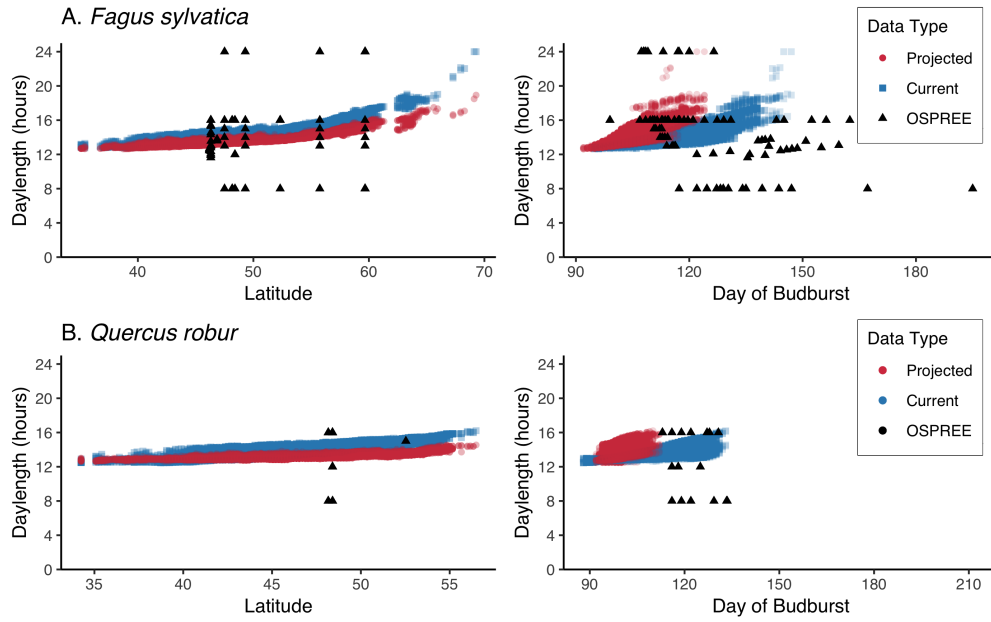 A. Fagus sylvatica
Daylength (hours)
24
20
16
12
8
4
0
40
50
60
70
Latitude
90
120
150
180
Day of Budburst
Daylength (hours)
24
20
16
12
8
4
0
Data Type
Projected
Current
OSPREE
B. Quercus robur
Daylength (hours)
24
20
16
12
8
4
0
35
40
45
50
55
Latitude
Daylength (hours)
24
20
16
12
8
4
0
90
120
150
180
210
Day of Budburst
Data Type
Projected
Current
OSPREE